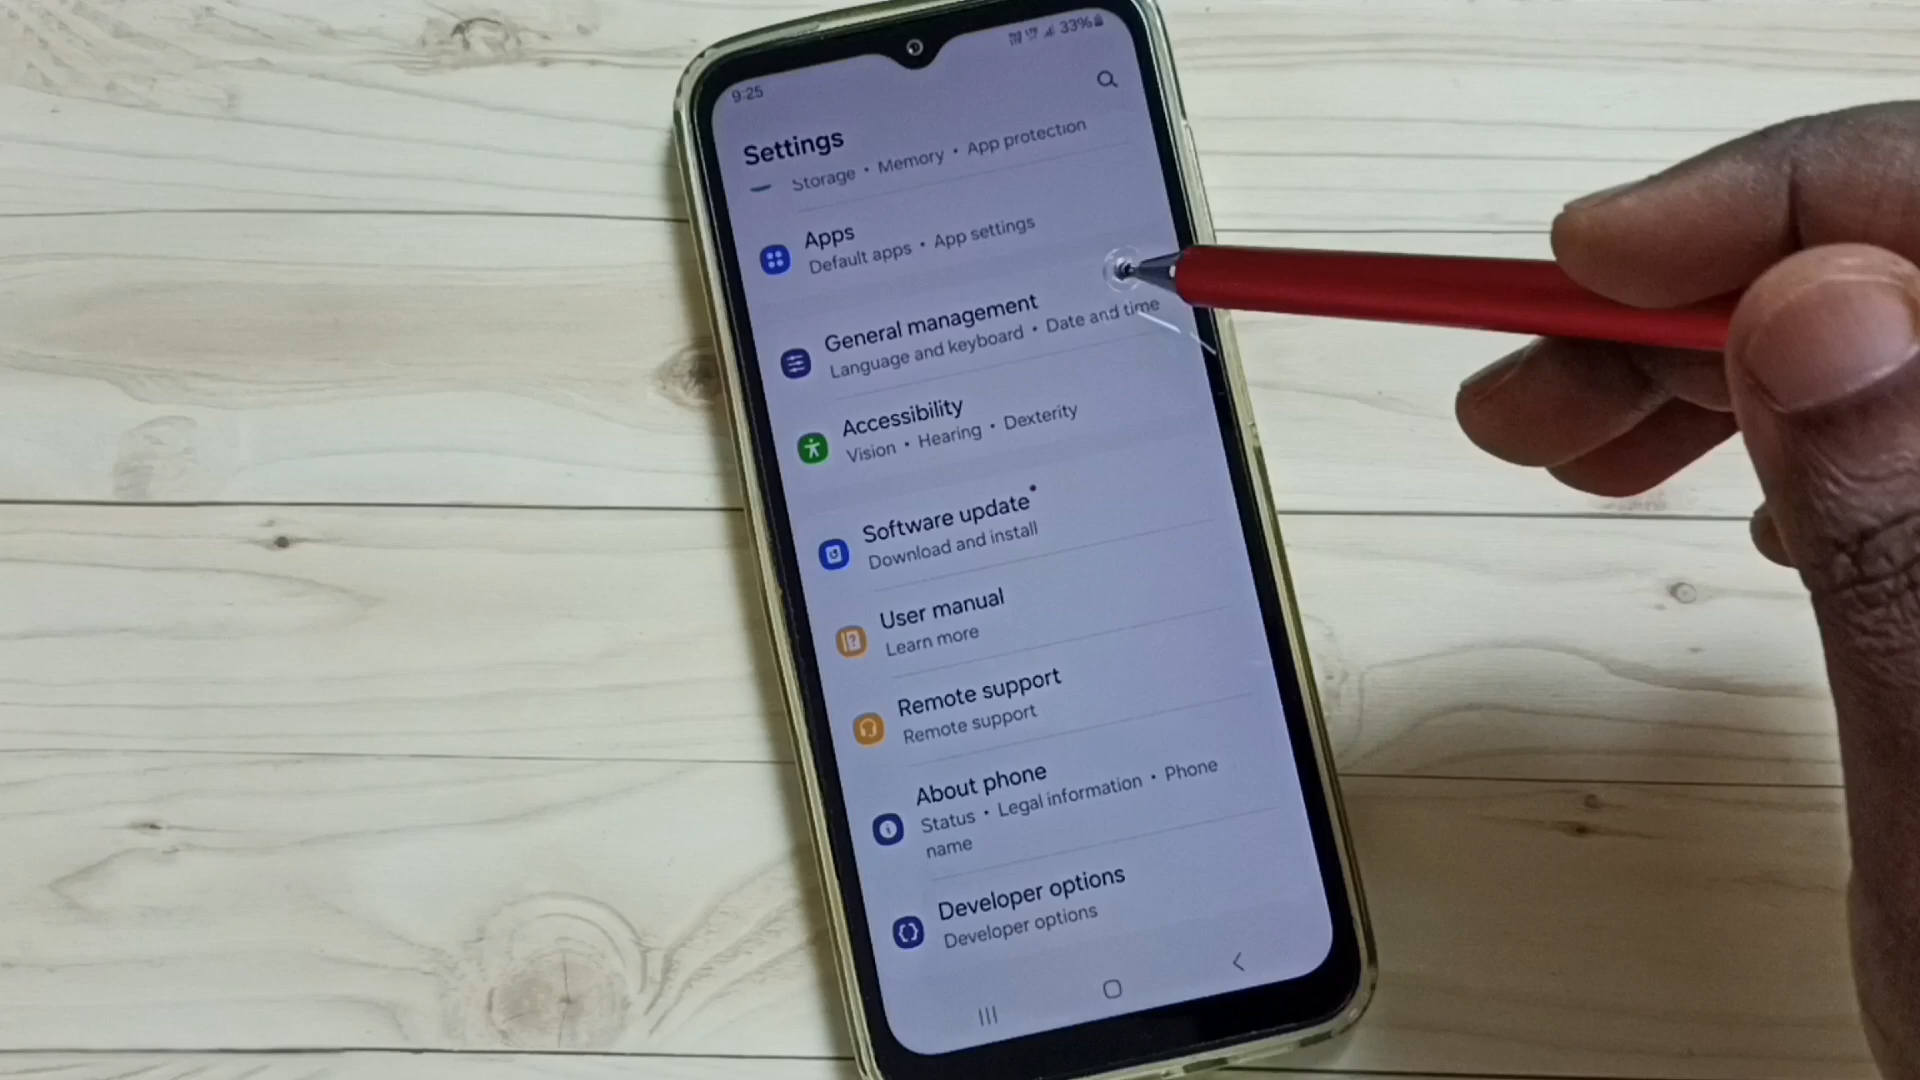 9:25
33%
Settings
Storage • Memory • App protection
Apps
Default apps • App settings
General management
Language and keyboard • Date and time
Accessibility
Vision • Hearing • Dexterity
Software update
Download and install
User manual
Learn more
Remote support
Remote support
About phone
Status • Legal information • Phone
name
Developer options
Developer options